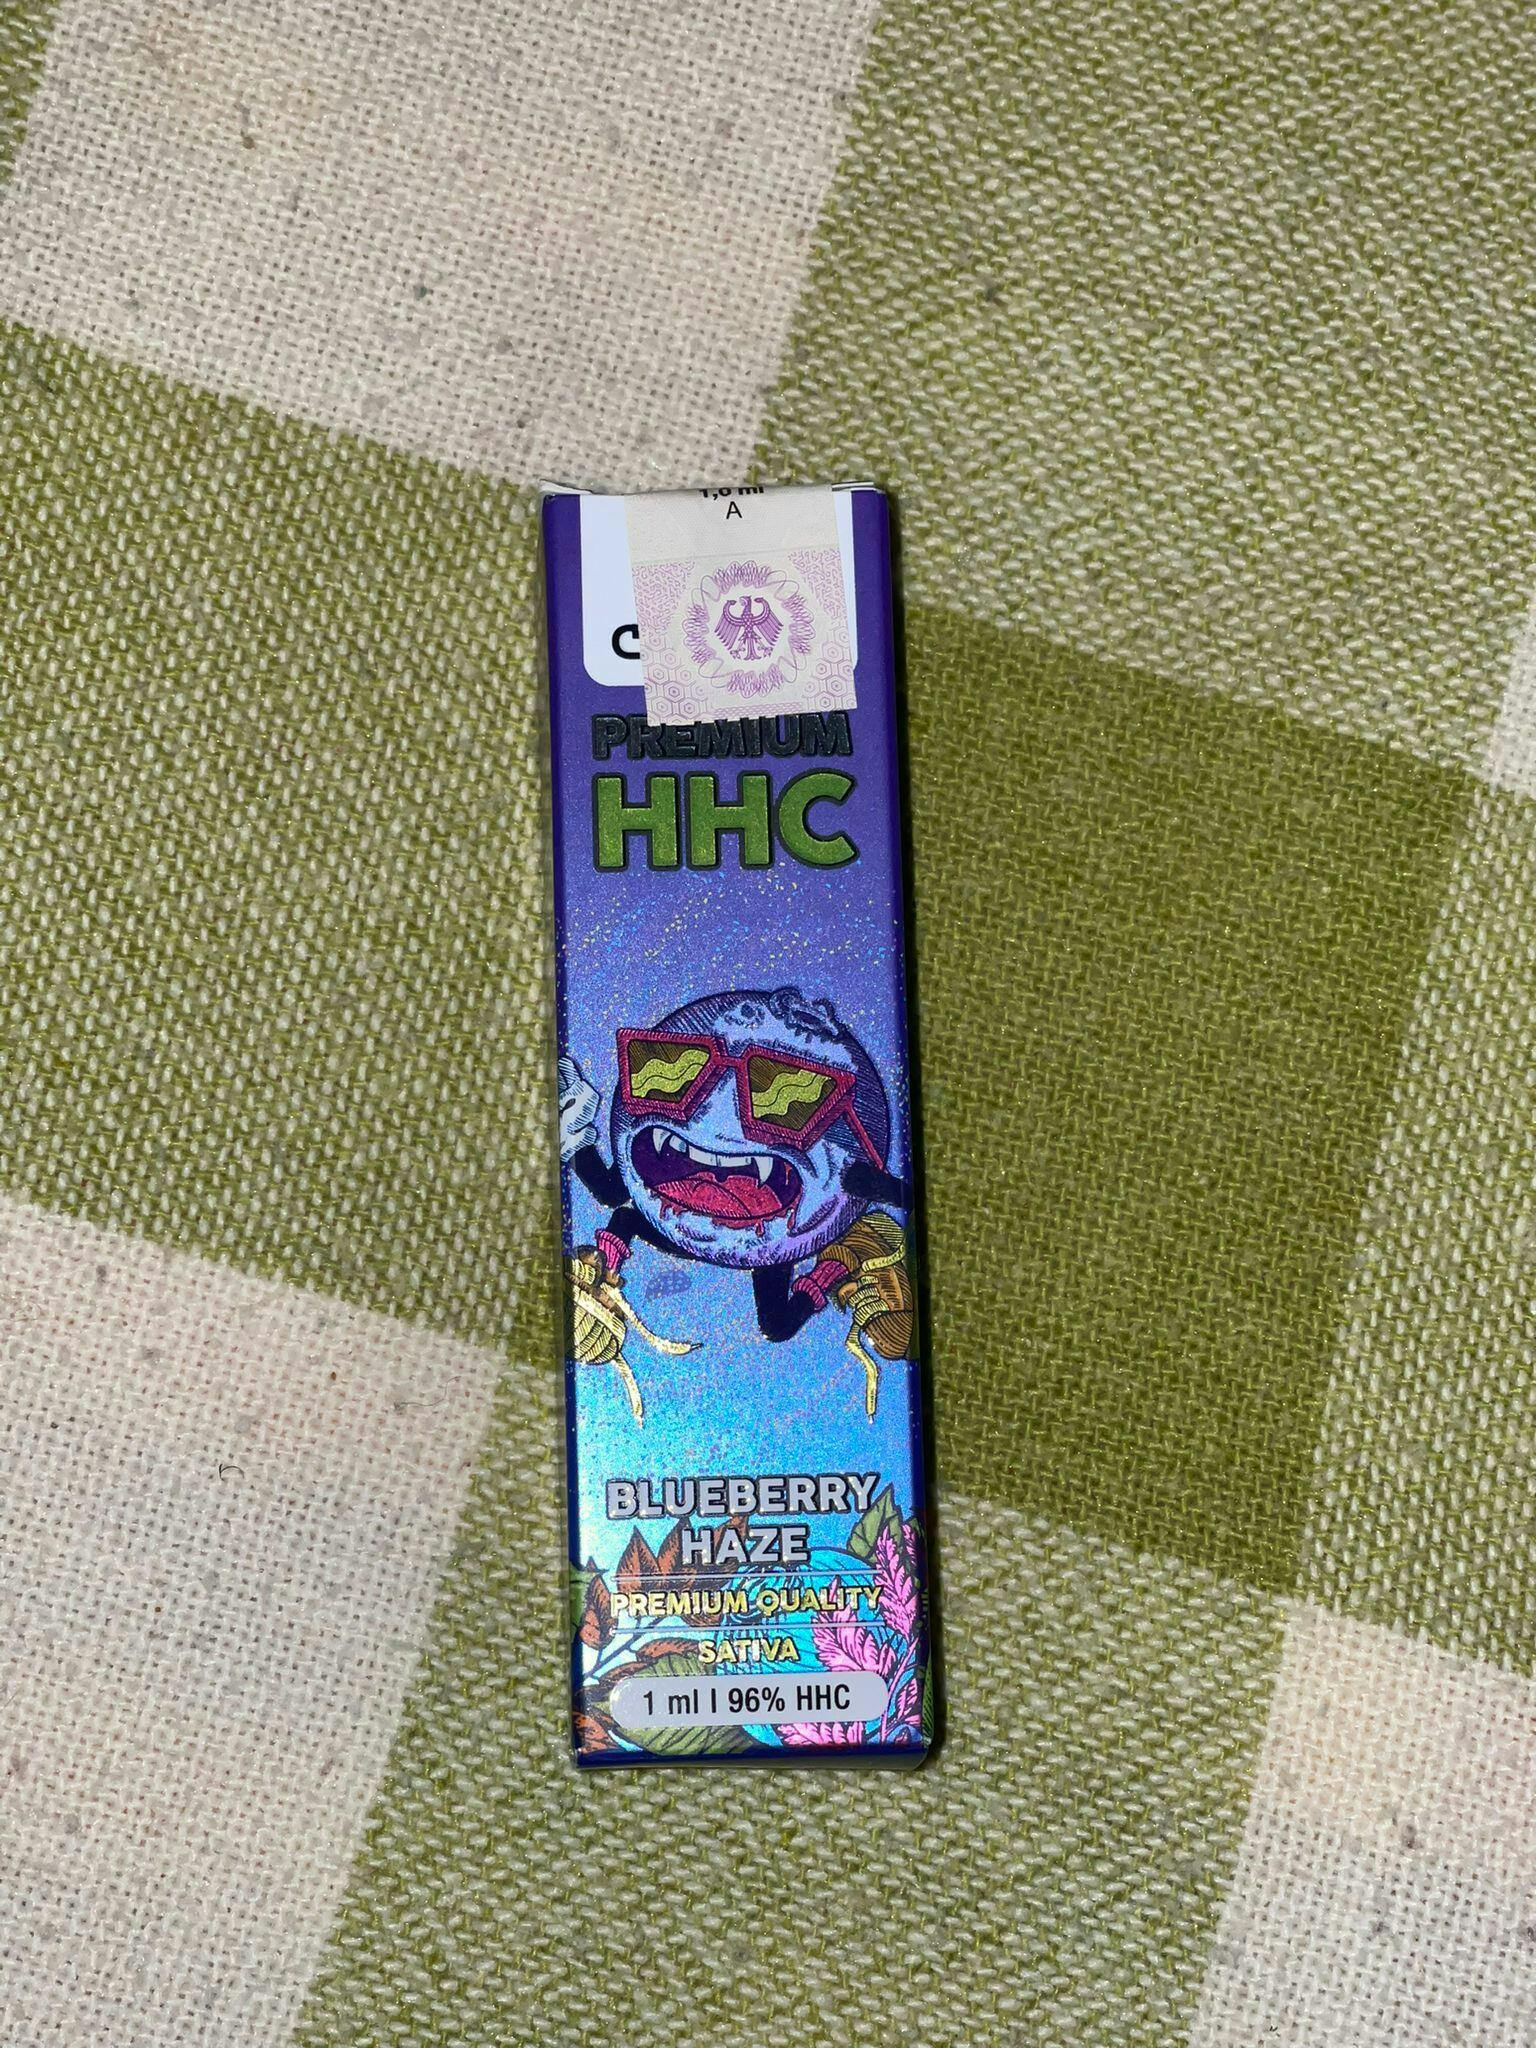 A
PREMIUM
HHC
BLUEBERRY
HAZE
PREMIUM QUALITY
SATIVA
1 ml | 96% HHC